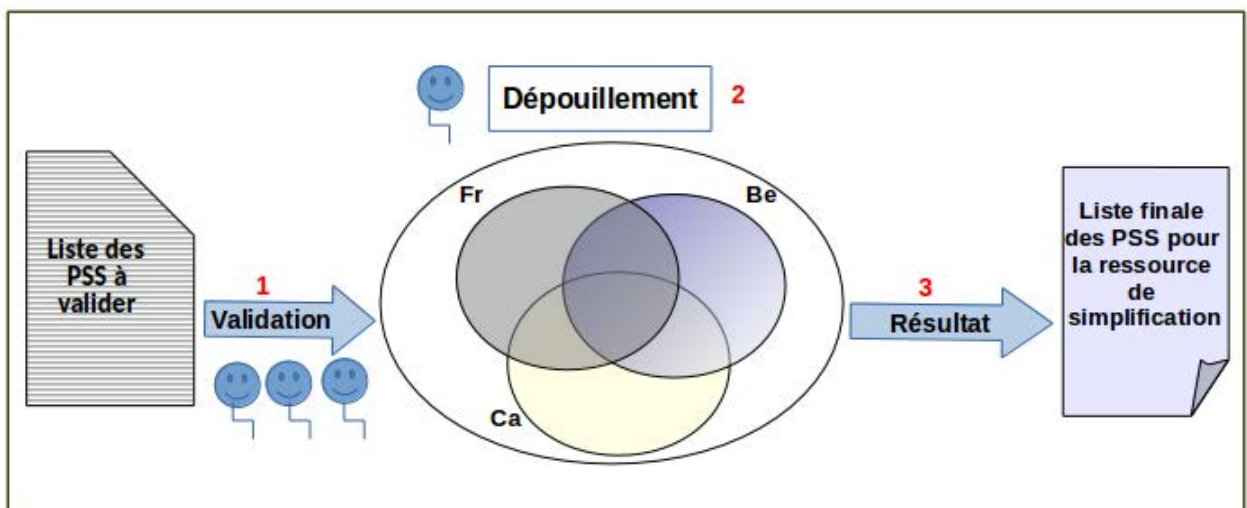 Liste des
PSS à
valider
1
Validation
Dépouillement
2
Fr
Be
Ca
3
Résultat
Liste finale
des PSS pour
la ressource
de
simplification